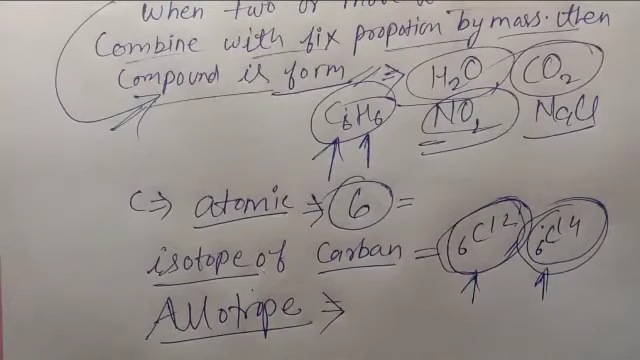 When two or
Combine with fix propotion by mass. then
Compound is form ⇒ H₂O, CO₂
C₆H₆ NO₂ NaCl
C ⇒ atomic ⇒ 6 =
isotope of Carban = ₆C12 ₆C14
Allotrope ⇒